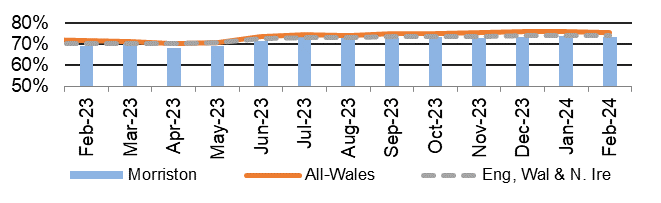 80%
70%
60%
50%
Feb-23 Mar-23 Apr-23 May-23 Jun-23 Jul-23 Aug-23 Sep-23 Oct-23 Nov-23 Dec-23 Jan-24 Feb-24
Morriston All-Wales Eng, Wal & N. Ire